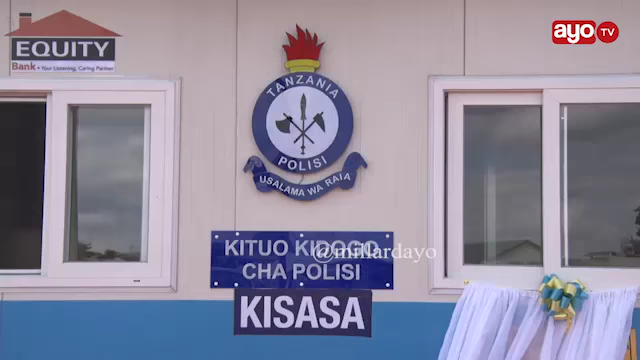 EQUITY
Bank • Your Listening, Caring Partner
ayo TV
TANZANIA
POLISI
USALAMA WA RAIA
KITUO KIDOGO
@millardayo
CHA POLISI
KISASA